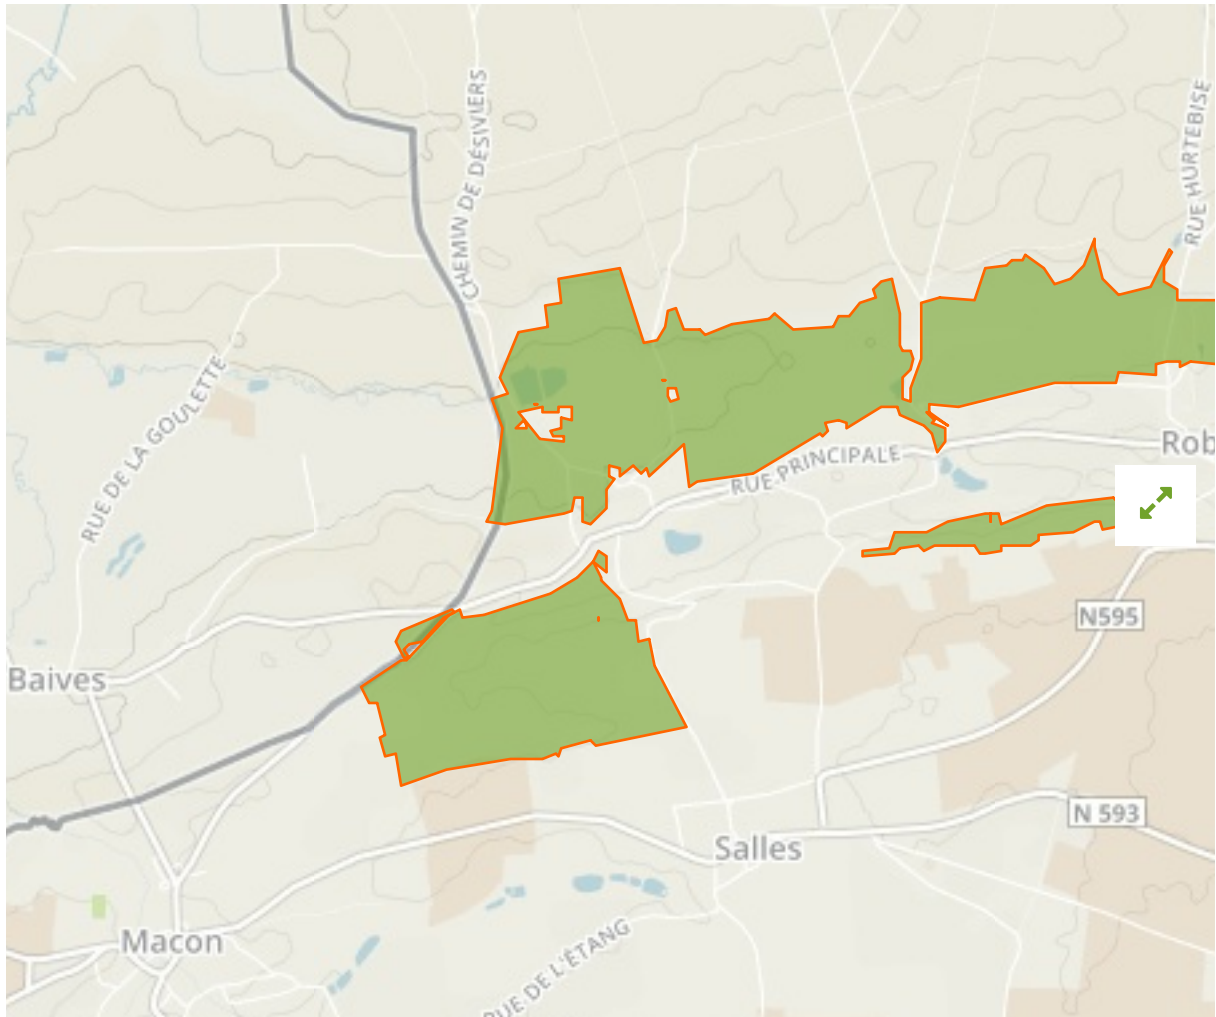 CHEMIN DE DÉSIVIERS
RUE HURTEBISE
RUE DE LA GOULETTE
Rob
RUE PRINCIPALE
N595
Baives
N 593
Salles
Macon
RUE DE L'ÉTANG